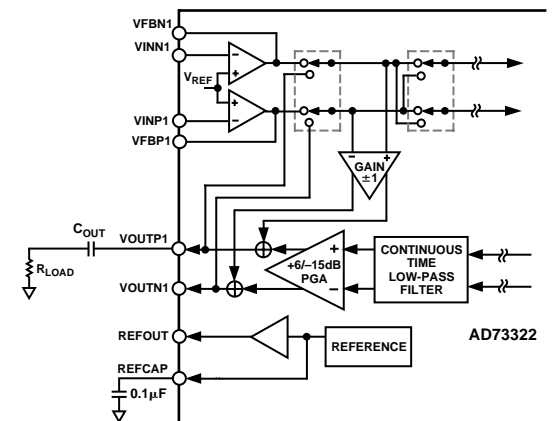 VFBN1
VINN1
VREF
VINP1
VFBP1
GAIN
±1
COUT
VOUTP1
RLOAD
VOUTN1
+6/–15dB
PGA
+
–
CONTINUOUS
TIME
LOW-PASS
FILTER
AD73322
REFOUT
REFERENCE
REFCAP
0.1µF